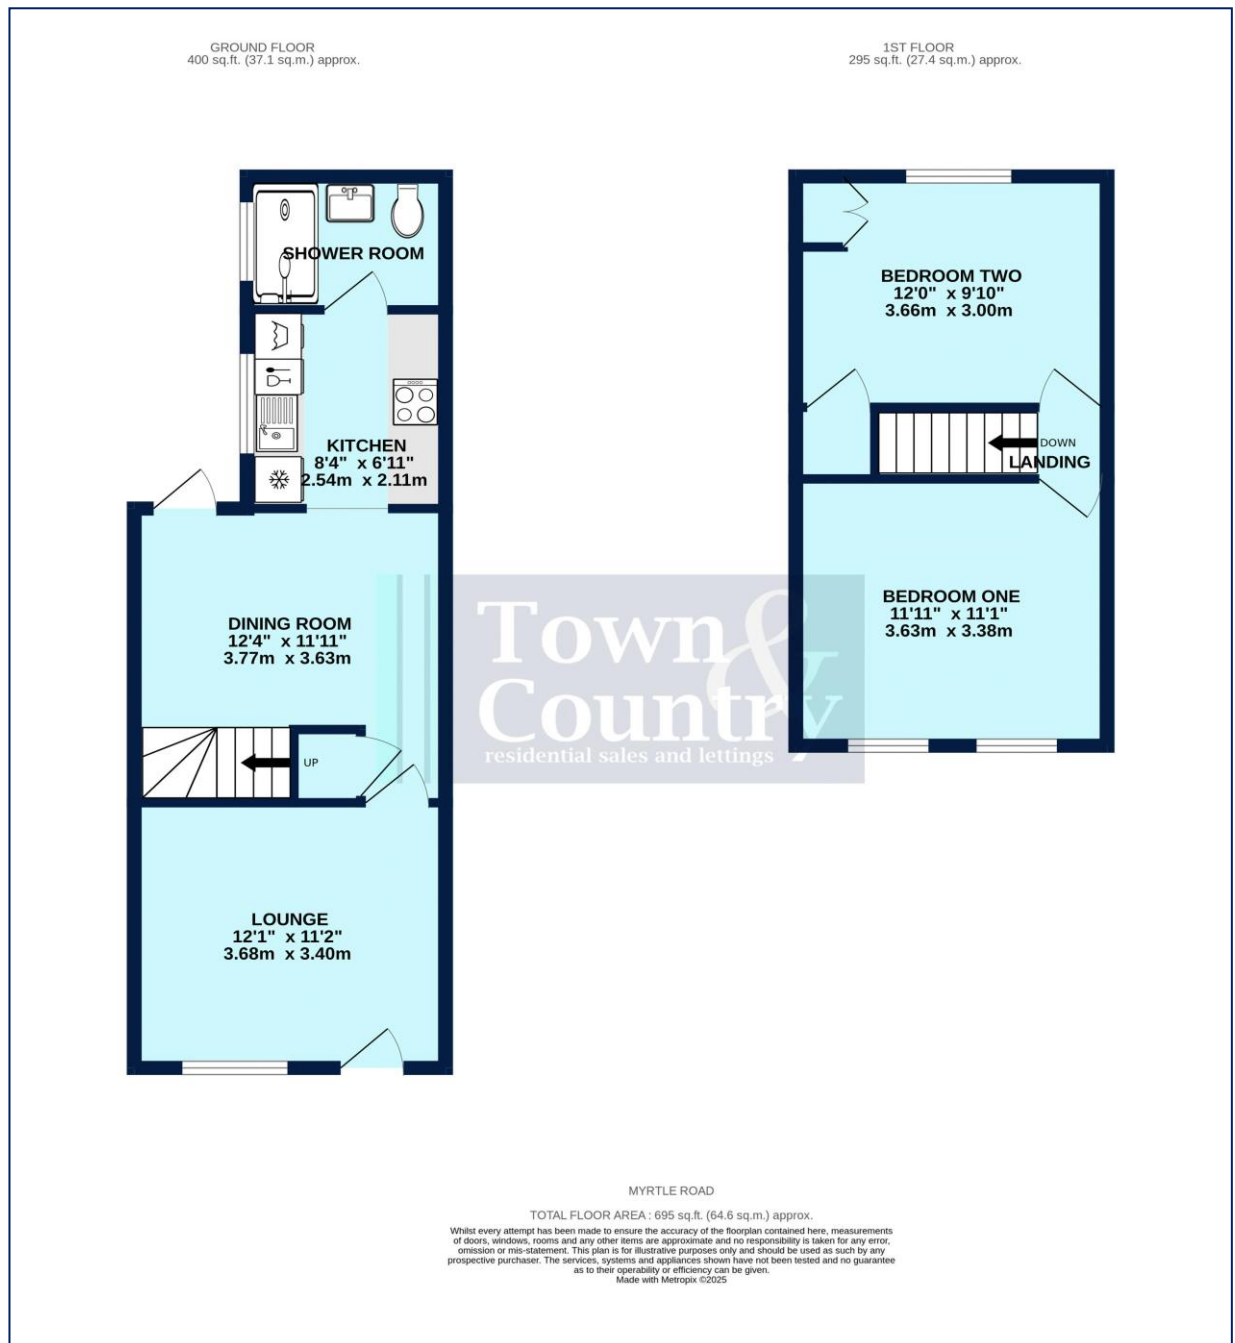 GROUND FLOOR
400 sq.ft. (37.1 sq.m.) approx.
1ST FLOOR
295 sq.ft. (27.4 sq.m.) approx.
SHOWER ROOM
KITCHEN
8'4" x 6'11"
2.54m x 2.11m
DINING ROOM
12'4" x 11'11"
3.77m x 3.63m
UP
LOUNGE
12'1" x 11'2"
3.68m x 3.40m
BEDROOM TWO
12'0" x 9'10"
3.66m x 3.00m
DOWN
LANDING
BEDROOM ONE
11'11" x 11'1"
3.63m x 3.38m
Town &
Country
residential sales and lettings
MYRTLE ROAD
TOTAL FLOOR AREA : 695 sq.ft. (64.6 sq.m.) approx.
Whilst every attempt has been made to ensure the accuracy of the floorplan contained here, measurements
of doors, windows, rooms and any other items are approximate and no responsibility is taken for any error,
omission or mis-statement. This plan is for illustrative purposes only and should be used as such by any
prospective purchaser. The services, systems and appliances shown have not been tested and no guarantee
as to their operability or efficiency can be given.
Made with Metropix ©2025